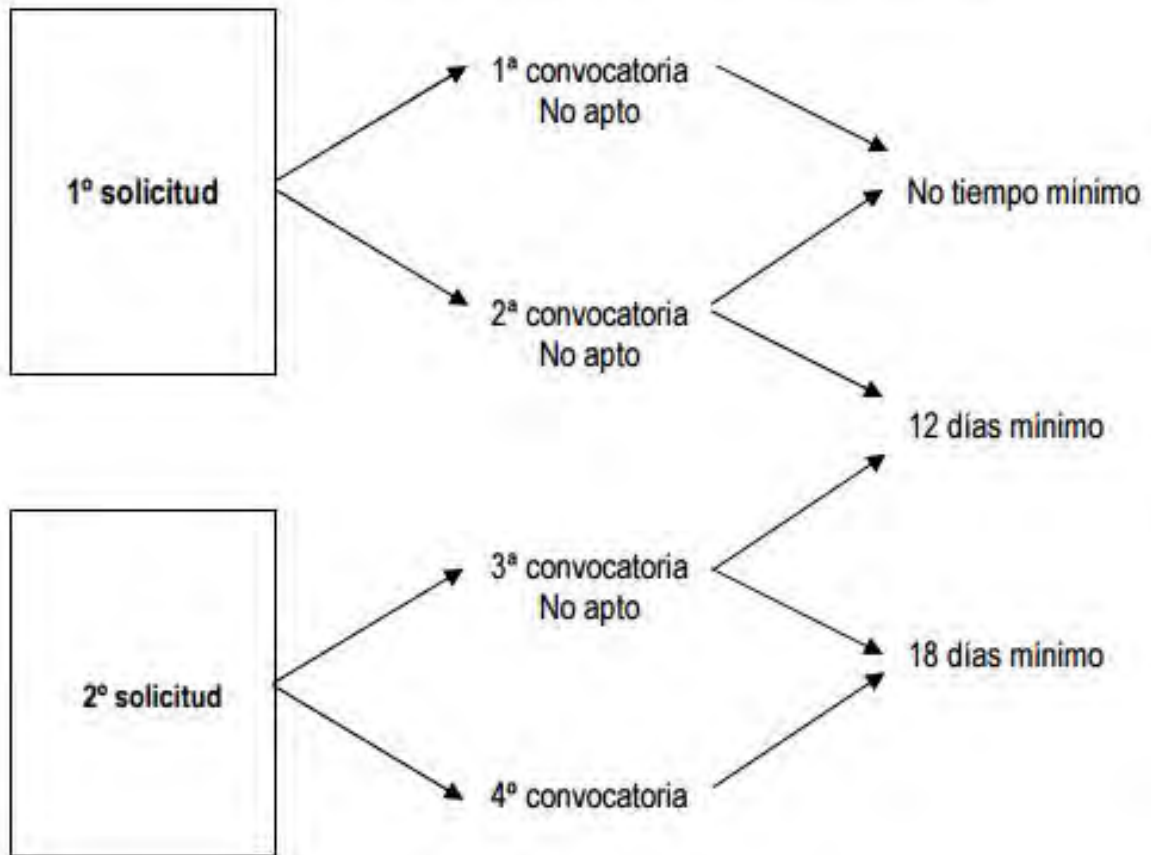 1ª convocatoria
No apto
1º solicitud
No tiempo mínimo
2ª convocatoria
No apto
12 días mínimo
3ª convocatoria
No apto
18 días mínimo
2º solicitud
4º convocatoria